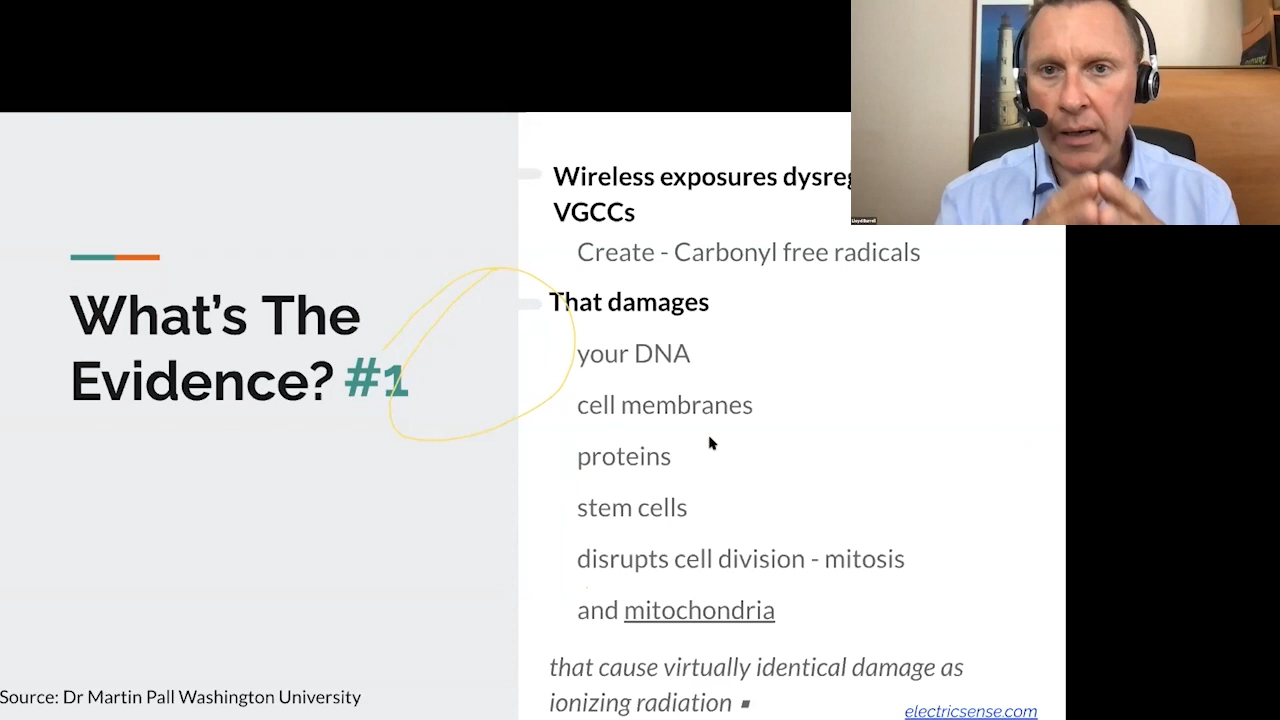 What's The
Evidence? #1
Source: Dr Martin Pall Washington University
Wireless exposures
VGCCs
Create - Carbonyl free radicals
That damages
your DNA
cell membranes
proteins
stem cells
disrupts cell division - mitosis
and mitochondria
that cause virtually identical damage as
ionizing radiation ▪
electricsense.com
Lloyd Burrell